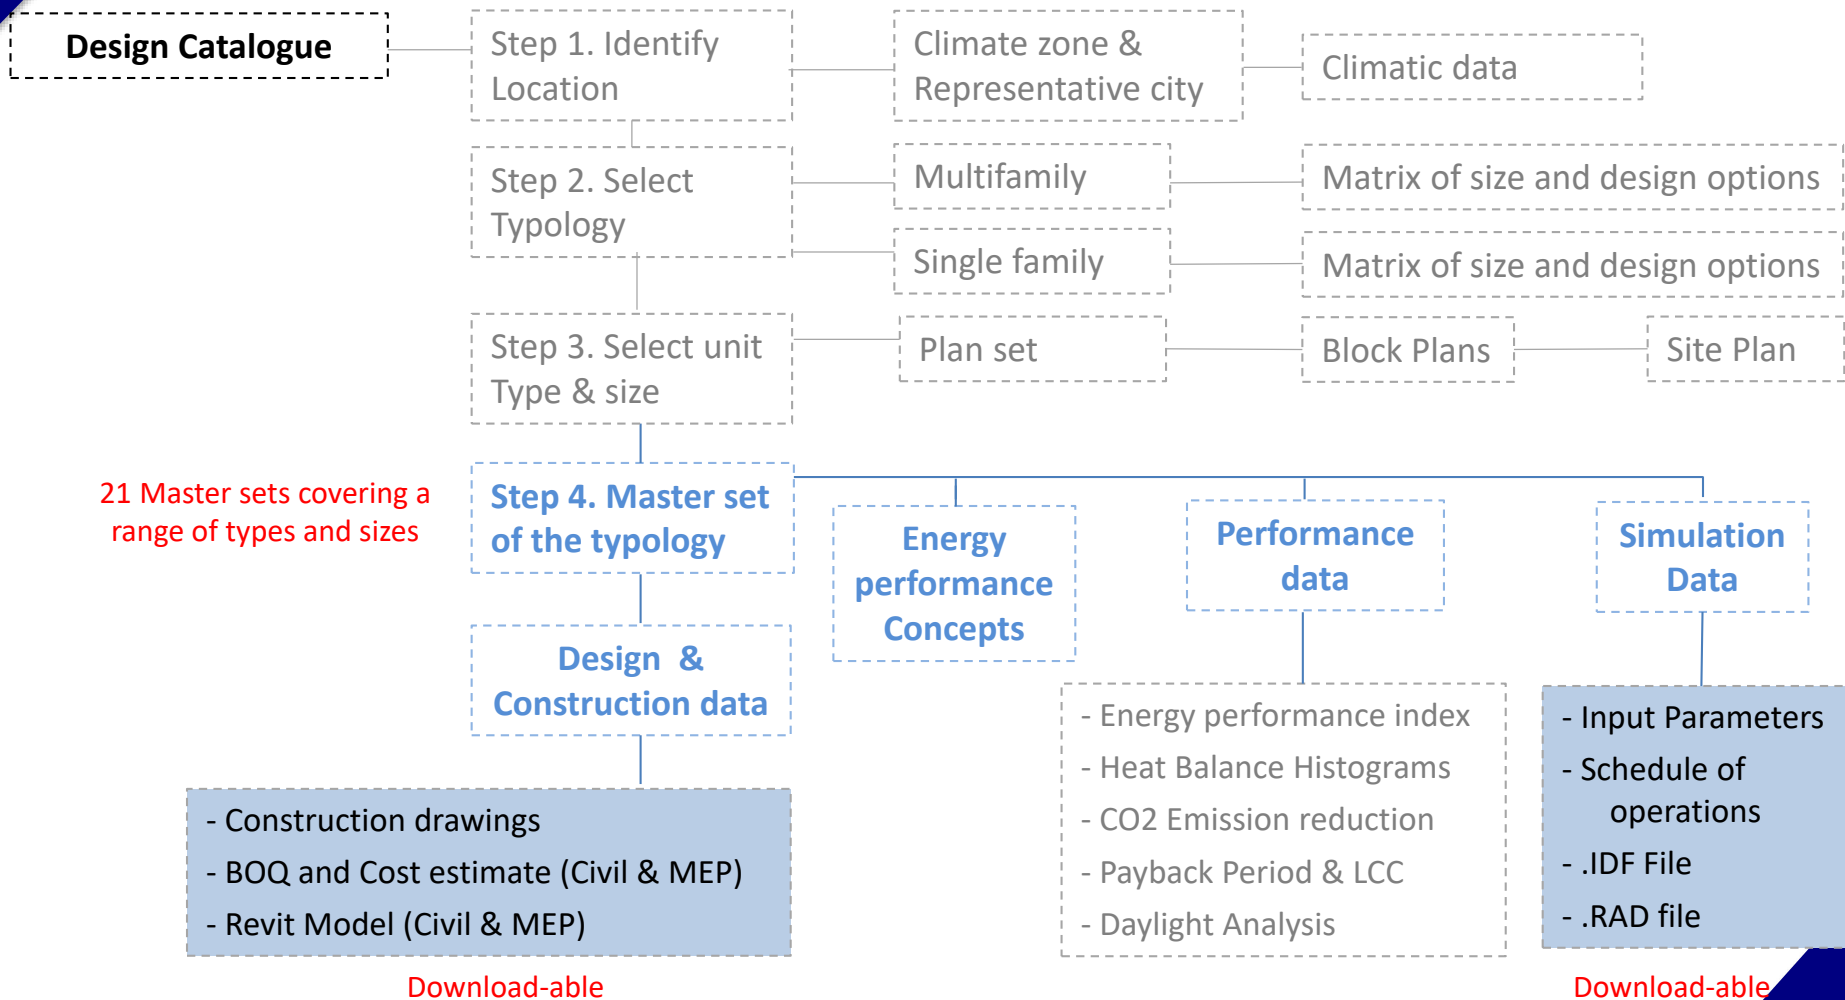 Design Catalogue
Step 1. Identify
Location
Climate zone &
Representative city
Climatic data
Step 2. Select
Typology
Multifamily
Matrix of size and design options
Single family
Matrix of size and design options
Step 3. Select unit
Type & size
Plan set
Block Plans
Site Plan
21 Master sets covering a
range of types and sizes
Step 4. Master set
of the typology
Energy
performance
Concepts
Performance
data
Simulation
Data
Design &
Construction data
- Construction drawings
- BOQ and Cost estimate (Civil & MEP)
- Revit Model (Civil & MEP)
Download-able
- Energy performance index
- Heat Balance Histograms
- CO2 Emission reduction
- Payback Period & LCC
- Daylight Analysis
- Input Parameters
- Schedule of
operations
- .IDF File
- .RAD file
Download-able